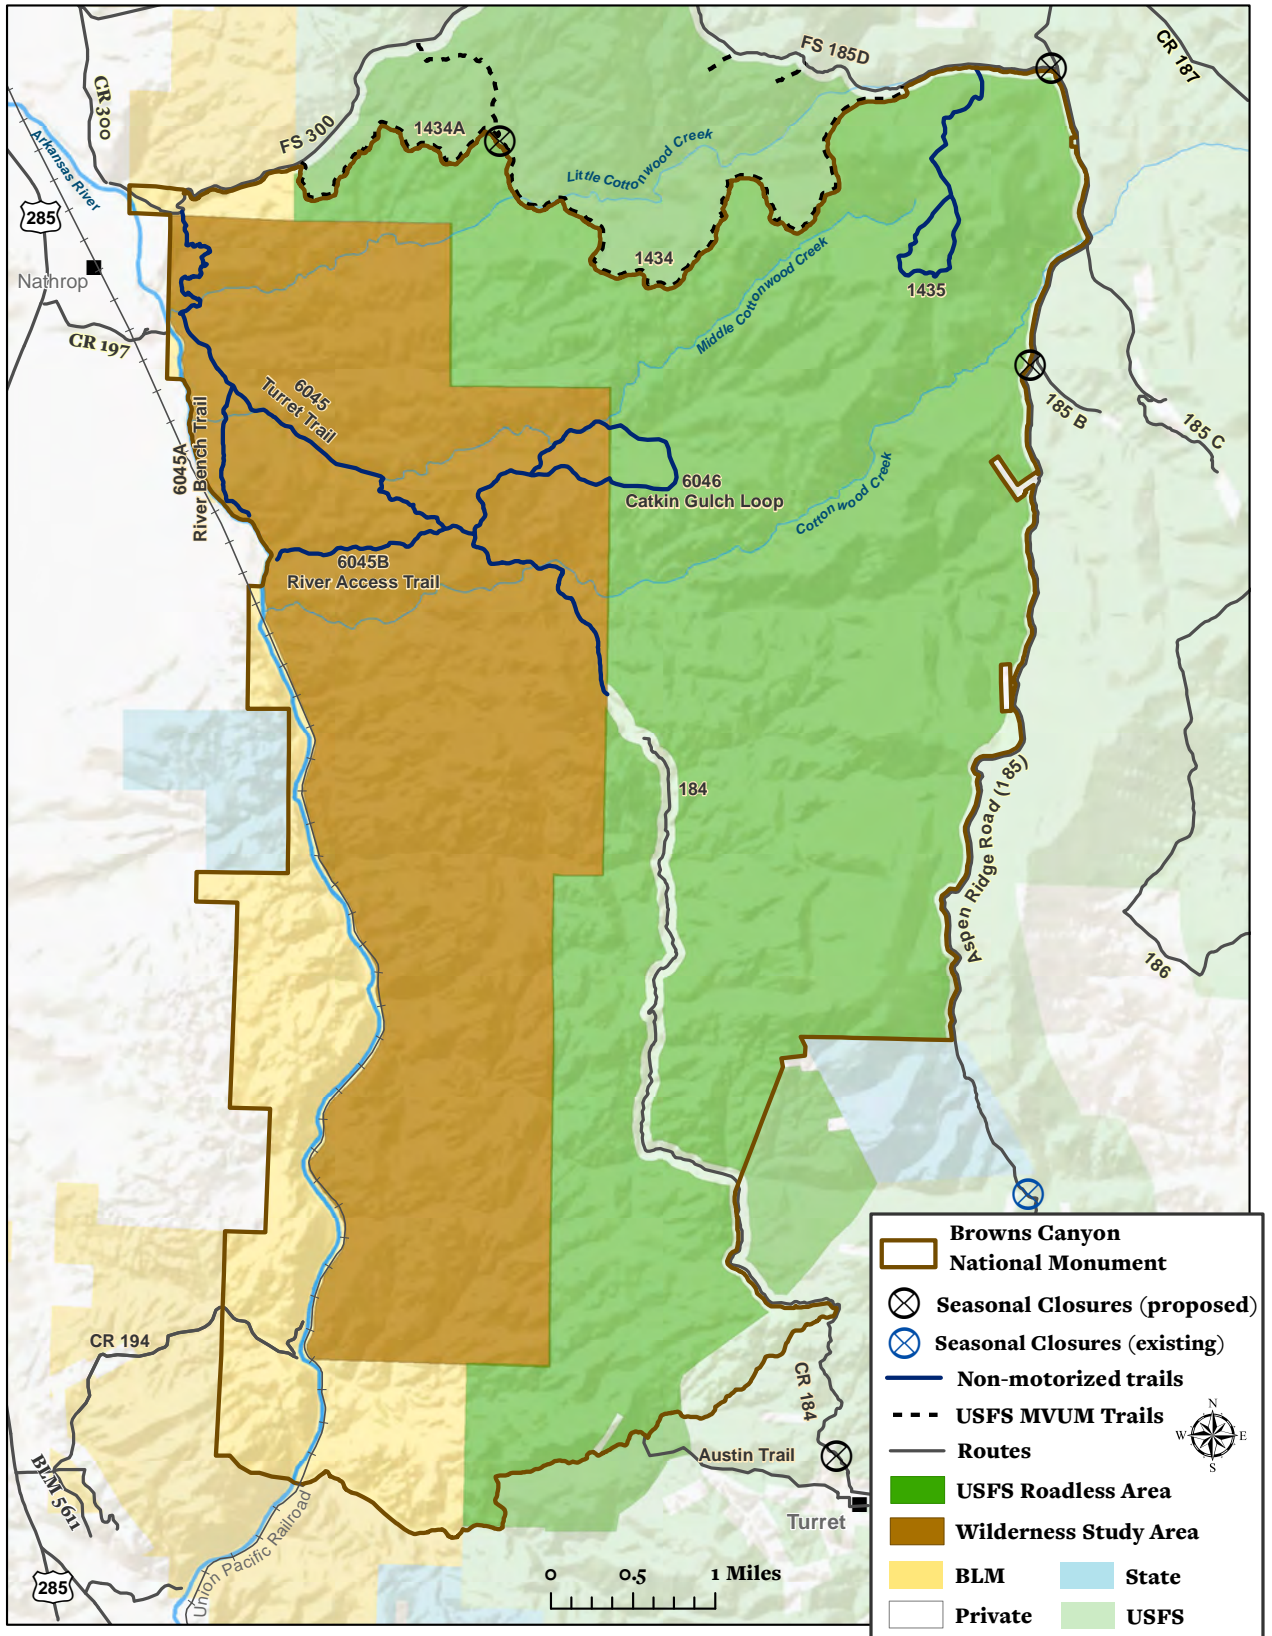 CR 300
FS 185D
CR 187
FS 300
1434A
Arkansas River
Little Cottonwood Creek
285
Nathrop
1434
Middle Cottonwood Creek
1435
CR 197
6045
Turret Trail
185 B
185 C
6045A
River Bench Trail
6046
Catkin Gulch Loop
Cottonwood Creek
6045B
River Access Trail
184
Aspen Ridge Road (185)
186
CR 194
CR 184
Austin Trail
BLM 5611
Turret
Union Pacific Railroad
285
0 0.5 1 Miles
Browns Canyon
National Monument
Seasonal Closures (proposed)
Seasonal Closures (existing)
Non-motorized trails
USFS MVUM Trails
N
W E
S
Routes
USFS Roadless Area
Wilderness Study Area
BLM
State
Private
USFS